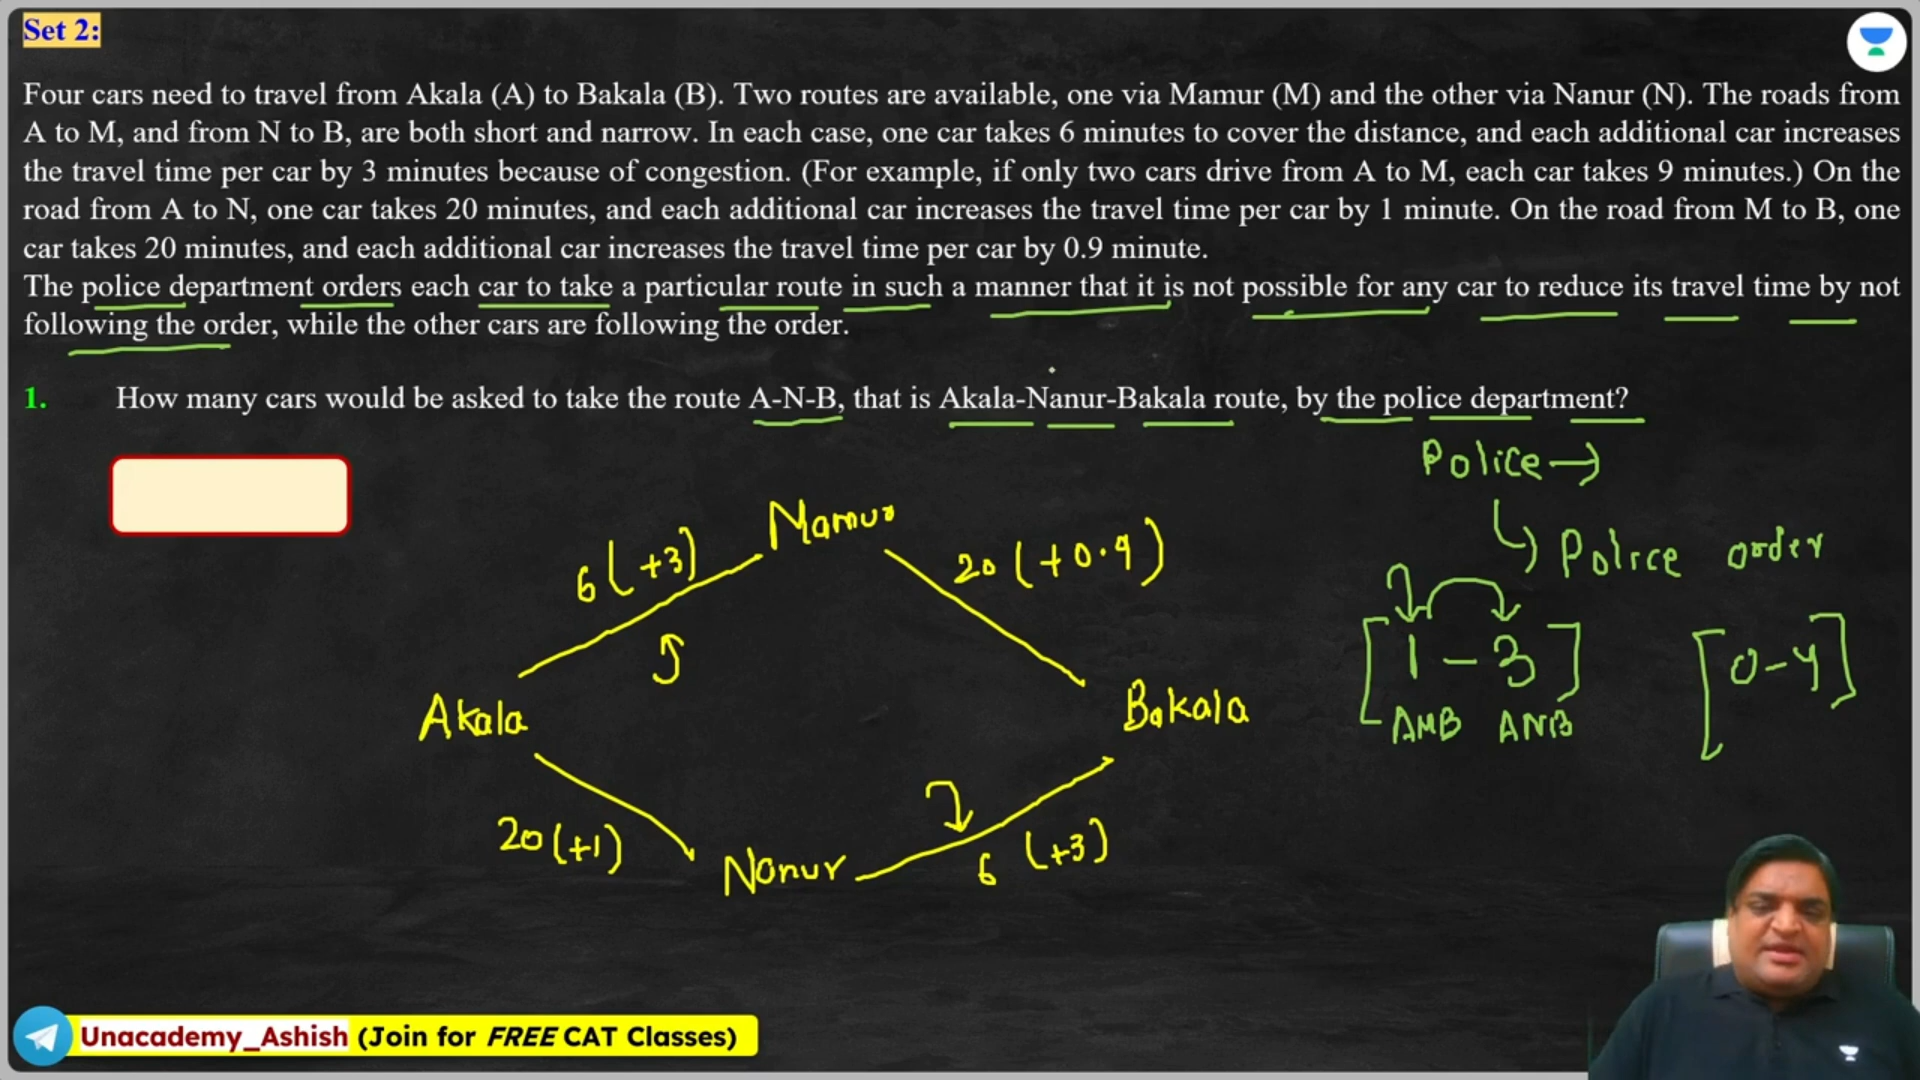 Set 2:
Four cars need to travel from Akala (A) to Bakala (B). Two routes are available, one via Mamur (M) and the other via Nanur (N). The roads from
A to M, and from N to B, are both short and narrow. In each case, one car takes 6 minutes to cover the distance, and each additional car increases
the travel time per car by 3 minutes because of congestion. (For example, if only two cars drive from A to M, each car takes 9 minutes.) On the
road from A to N, one car takes 20 minutes, and each additional car increases the travel time per car by 1 minute. On the road from M to B, one
car takes 20 minutes, and each additional car increases the travel time per car by 0.9 minute.
The police department orders each car to take a particular route in such a manner that it is not possible for any car to reduce its travel time by not
following the order, while the other cars are following the order.
1. How many cars would be asked to take the route A-N-B, that is Akala-Nanur-Bakala route, by the police department?
Police →
Police order
Mamur
6 (+3)
20 (+0.9)
[1 - 3]
[0-4]
AMB ANB
Akala
Bakala
20 (+1)
Nanur
6 (+3)
Unacademy_Ashish (Join for FREE CAT Classes)